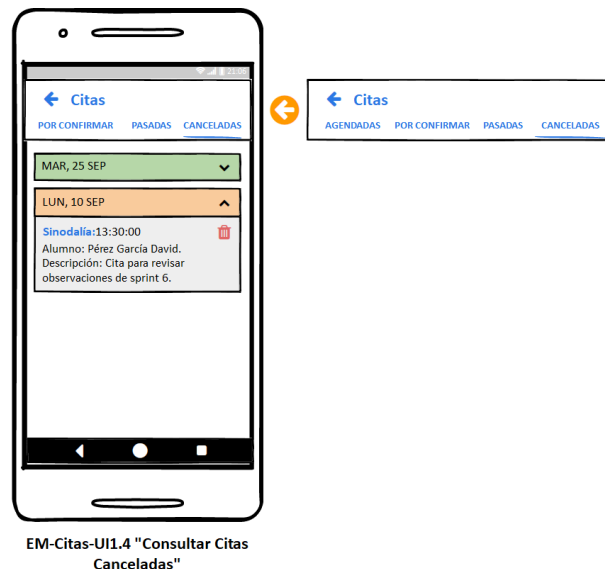 21:00
Citas
POR CONFIRMAR PASADAS CANCELADAS
MAR, 25 SEP
LUN, 10 SEP
Sinodalía:13:30:00
Alumno: Pérez García David.
Descripción: Cita para revisar
observaciones de sprint 6.
Citas
AGENDADAS POR CONFIRMAR PASADAS CANCELADAS
EM-Citas-UI1.4 "Consultar Citas
Canceladas"